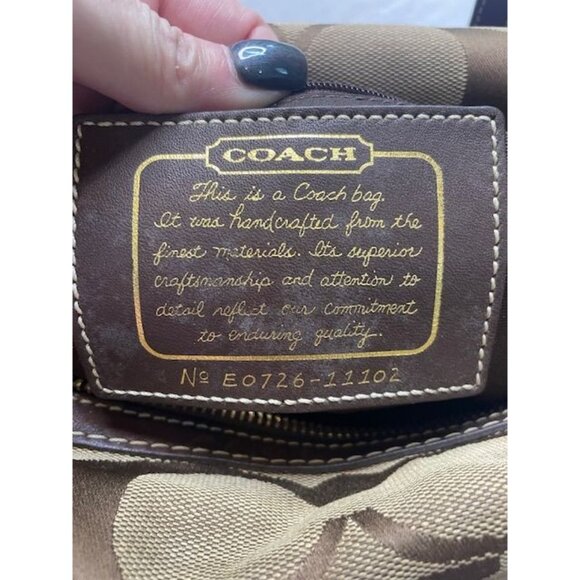 COACH
This is a Coach bag.
It was handcrafted from the
finest materials. Its superior
craftsmanship and attention to
detail reflect our commitment
to enduring quality.
Nº E0726-11102